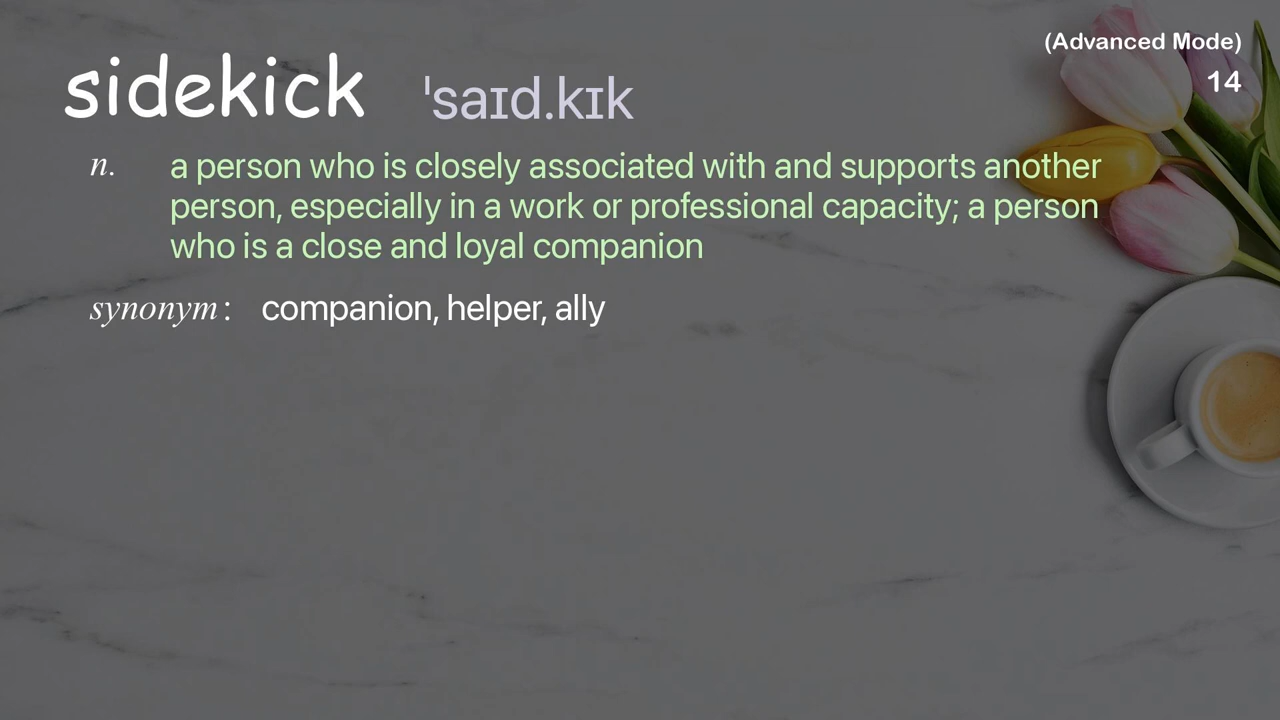 (Advanced Mode)
14
sidekick ˈsaɪd.kɪk
n. a person who is closely associated with and supports another
person, especially in a work or professional capacity; a person
who is a close and loyal companion
synonym : companion, helper, ally